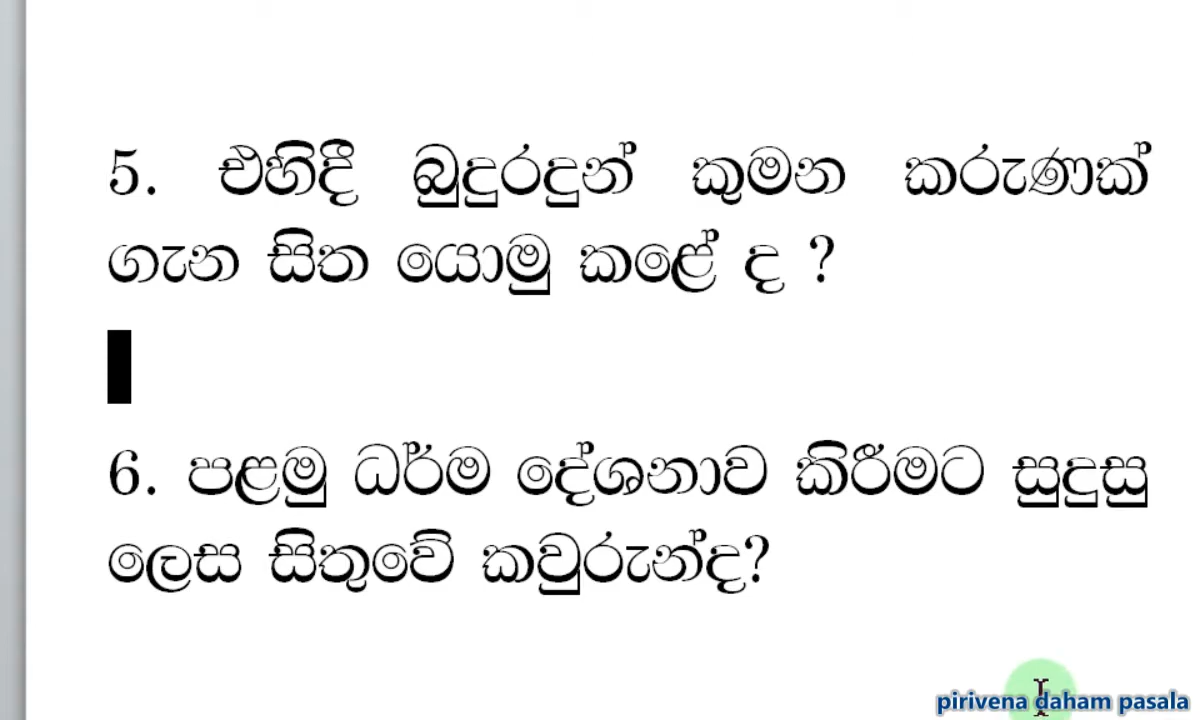 5. එහිදී බුදුරදුන් කුමන කරුණක්
ගැන සිත යොමු කළේ ද ?
6. පළමු ධර්ම දේශනාව කිරීමට සුදුසු
ලෙස සිතුවේ කවුරුන්ද?
pirivena daham pasala